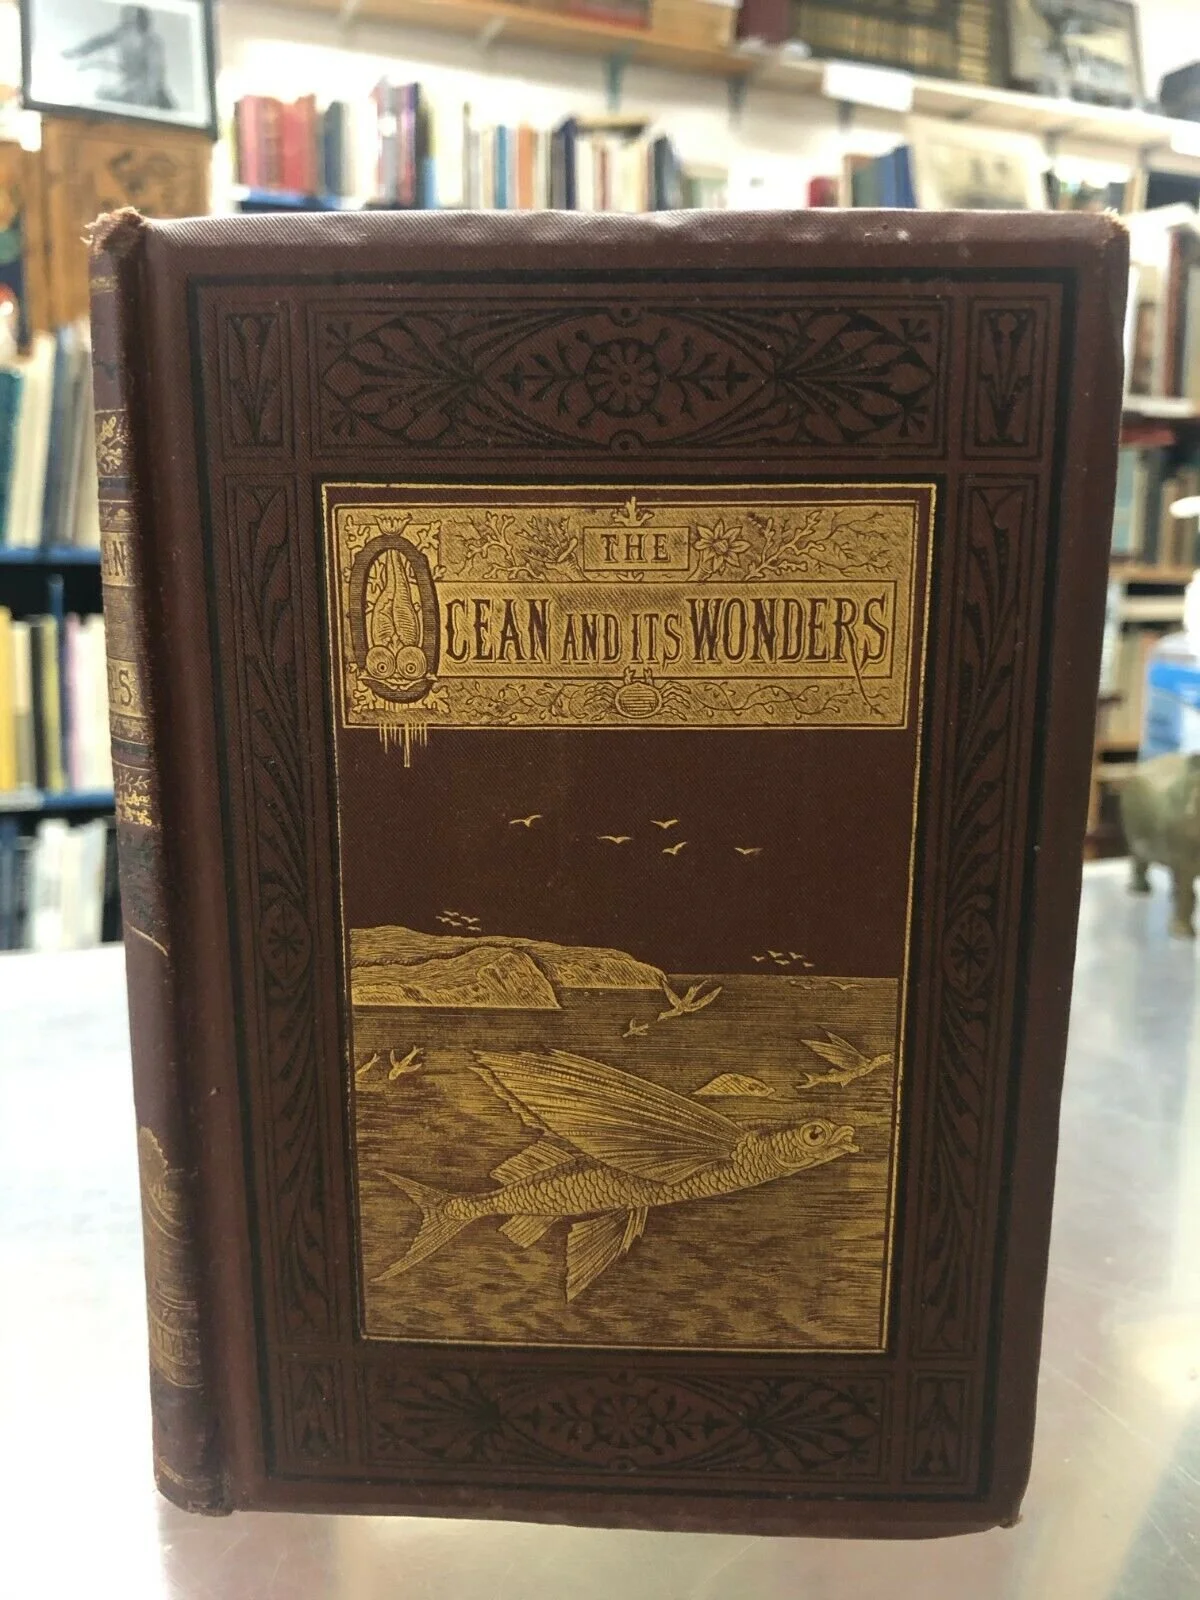 THE
OCEAN AND ITS WONDERS